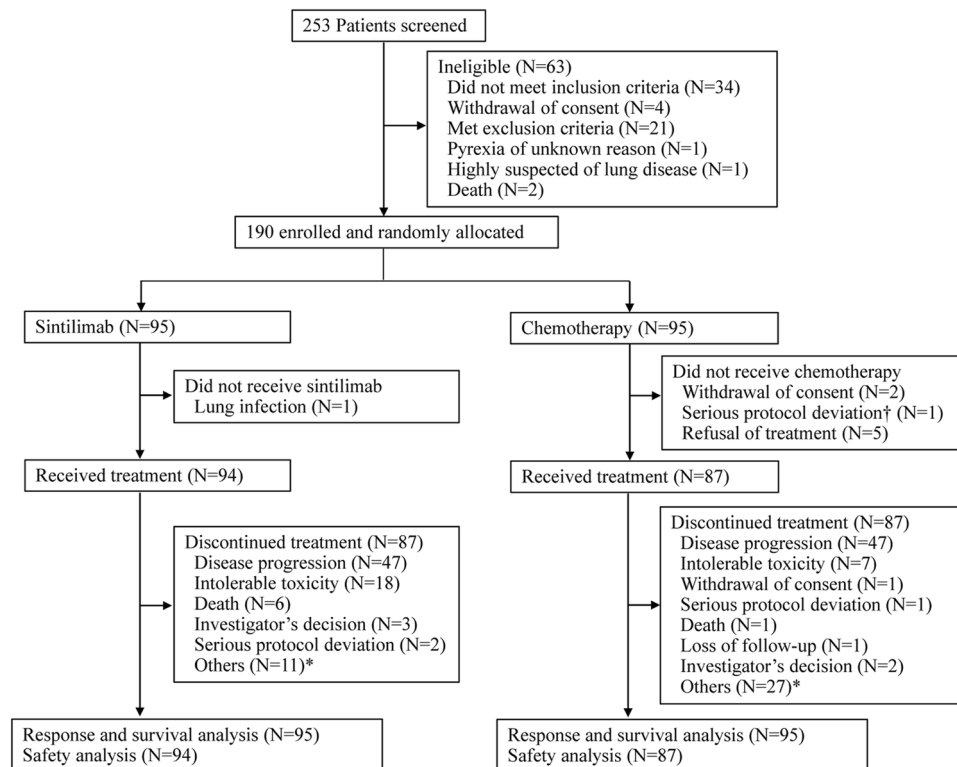 253 Patients screened
Ineligible (N=63)
Did not meet inclusion criteria (N=34)
Withdrawal of consent (N=4)
Met exclusion criteria (N=21)
Pyrexia of unknown reason (N=1)
Highly suspected of lung disease (N=1)
Death (N=2)
190 enrolled and randomly allocated
Sintilimab (N=95)
Did not receive sintilimab
Lung infection (N=1)
Received treatment (N=94)
Discontinued treatment (N=87)
Disease progression (N=47)
Intolerable toxicity (N=18)
Death (N=6)
Investigator’s decision (N=3)
Serious protocol deviation (N=2)
Others (N=11)*
Response and survival analysis (N=95)
Safety analysis (N=94)
Chemotherapy (N=95)
Did not receive chemotherapy
Withdrawal of consent (N=2)
Serious protocol deviation† (N=1)
Refusal of treatment (N=5)
Received treatment (N=87)
Discontinued treatment (N=87)
Disease progression (N=47)
Intolerable toxicity (N=7)
Withdrawal of consent (N=1)
Serious protocol deviation (N=1)
Death (N=1)
Loss of follow-up (N=1)
Investigator’s decision (N=2)
Others (N=27)*
Response and survival analysis (N=95)
Safety analysis (N=87)